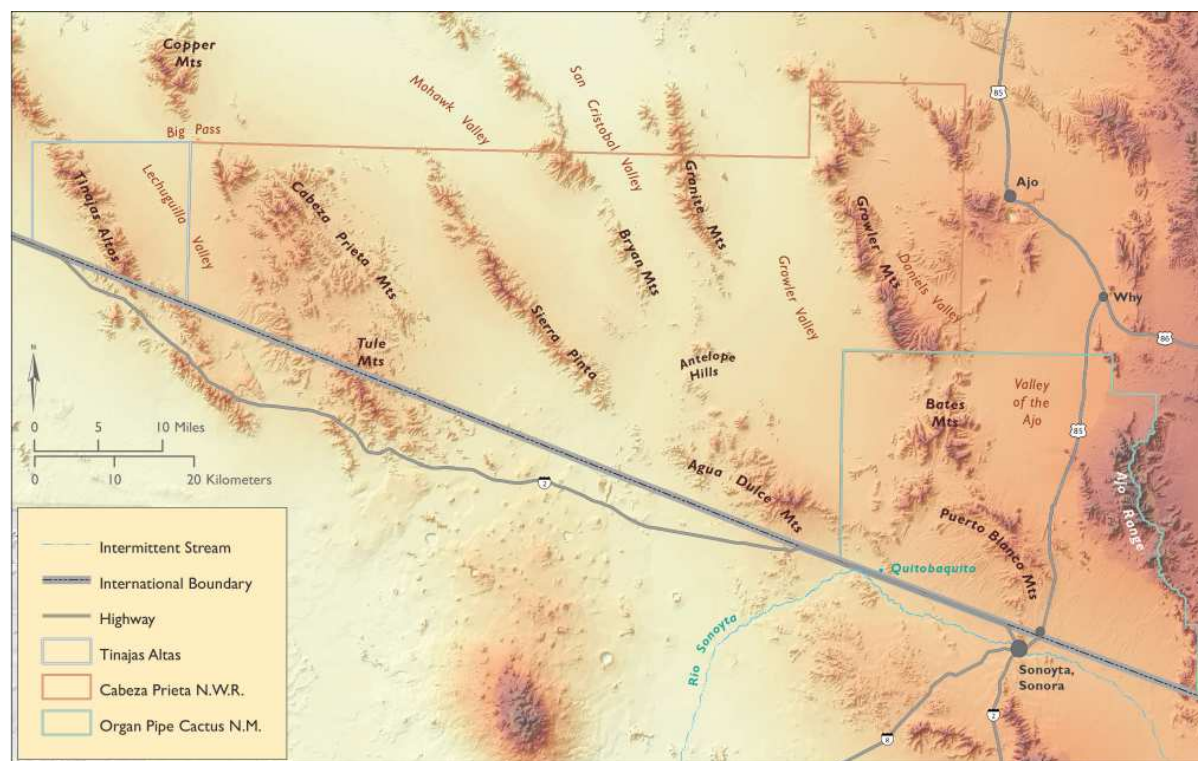 Copper
Mts
Big Pass
Mohawk Valley
San Cristobal Valley
85
Tinajas Altos
Lechuguilla Valley
Cabeza Prieta Mts
Granite Mts
Bryan Mts
Growler Mts
Daniels Valley
Growler Valley
Ajo
Why
86
Tule
Mts
Sierra Pinta
Antelope
Hills
Valley
of the
Ajo
Bates
Mts
85
N
0 5 10 Miles
0 10 20 Kilometers
2
Agua Dulce Mts
Puerto Blanco Mts
Ajo Range
Quitobaquito
Rio Sonoyta
Sonoyta,
Sonora
8
2
Intermittent Stream
International Boundary
Highway
Tinajas Altas
Cabeza Prieta N.W.R.
Organ Pipe Cactus N.M.